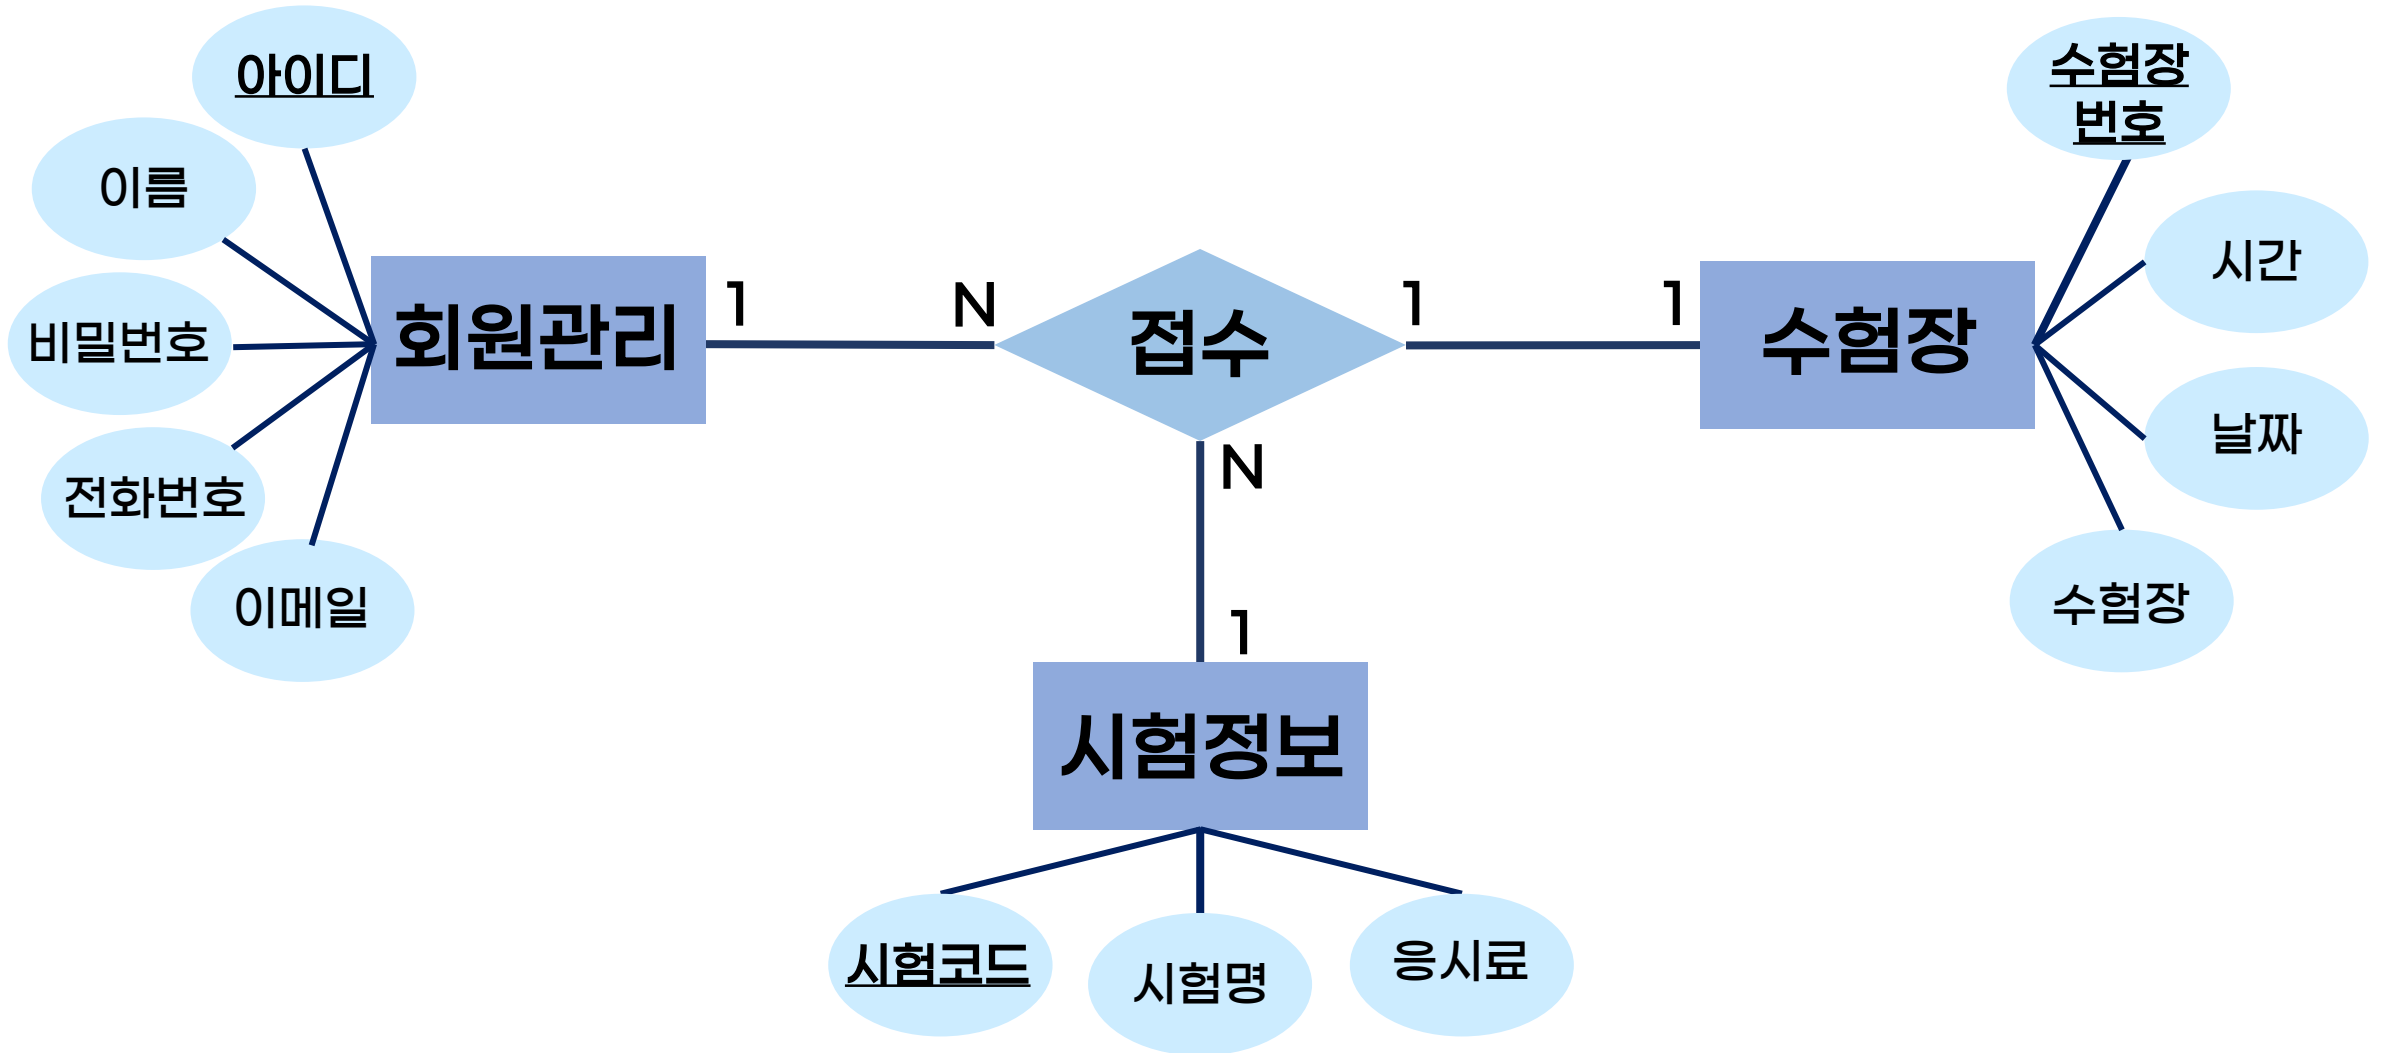 아이디
이름
비밀번호
전화번호
이메일
회원관리
1
N
접수
1
1
수험장
수험장
번호
시간
날짜
수험장
N
1
시험정보
시험코드
시험명
응시료